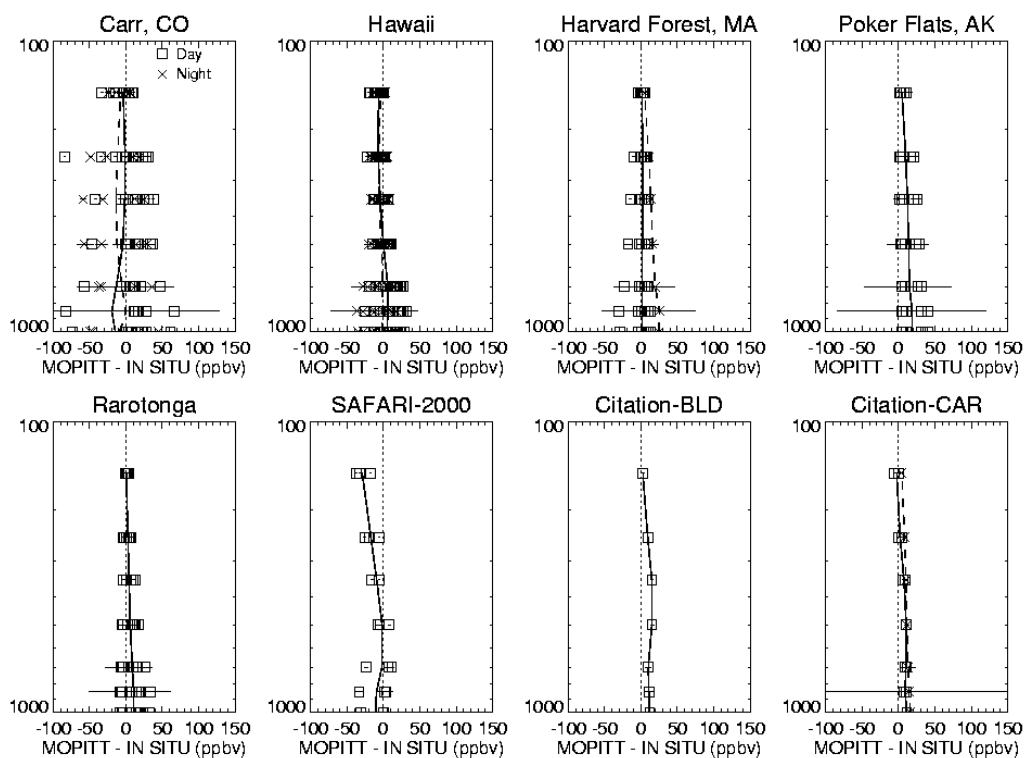 Carr, CO
Hawaii
Harvard Forest, MA
Poker Flats, AK
100
Day
Night
1000
-100 -50 0 50 100 150
MOPITT - IN SITU (ppbv)
100
1000
-100 -50 0 50 100 150
MOPITT - IN SITU (ppbv)
100
1000
-100 -50 0 50 100 150
MOPITT - IN SITU (ppbv)
100
1000
-100 -50 0 50 100 150
MOPITT - IN SITU (ppbv)
Rarotonga
SAFARI-2000
Citation-BLD
Citation-CAR
100
1000
-100 -50 0 50 100 150
MOPITT - IN SITU (ppbv)
100
1000
-100 -50 0 50 100 150
MOPITT - IN SITU (ppbv)
100
1000
-100 -50 0 50 100 150
MOPITT - IN SITU (ppbv)
100
1000
-100 -50 0 50 100 150
MOPITT - IN SITU (ppbv)